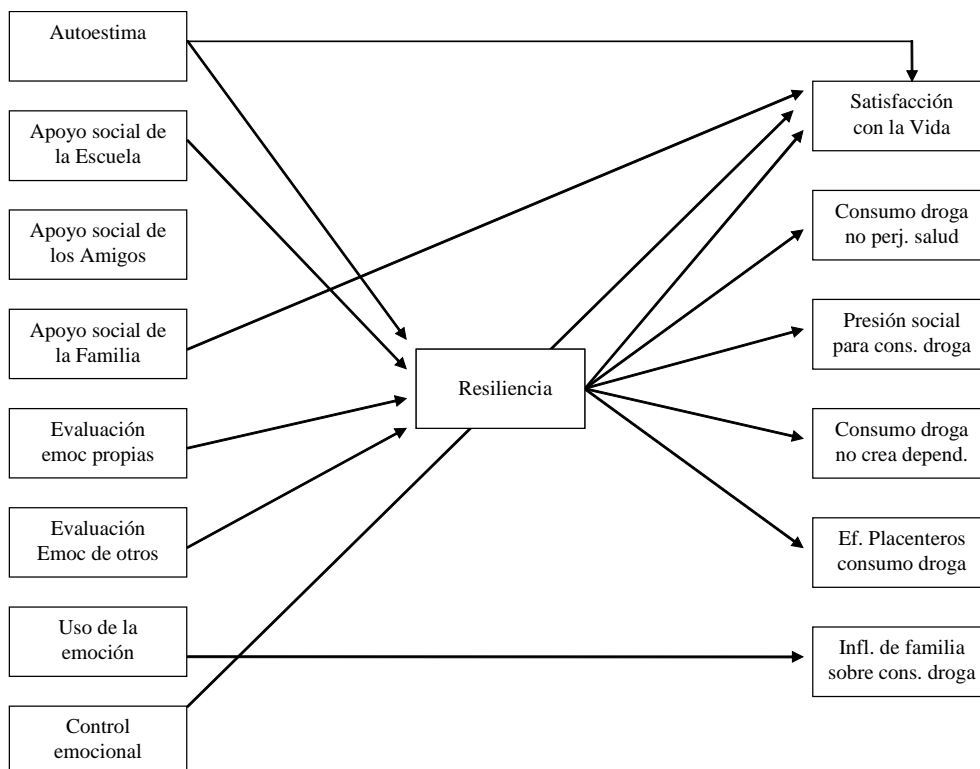 Autoestima
Apoyo social de
la Escuela
Apoyo social de
los Amigos
Apoyo social de
la Familia
Evaluación
emoc propias
Evaluación
Emoc de otros
Uso de la
emoción
Control
emocional
Resiliencia
Satisfacción
con la Vida
Consumo droga
no perj. salud
Presión social
para cons. droga
Consumo droga
no crea depend.
Ef. Placenteros
consumo droga
Infl. de familia
sobre cons. droga